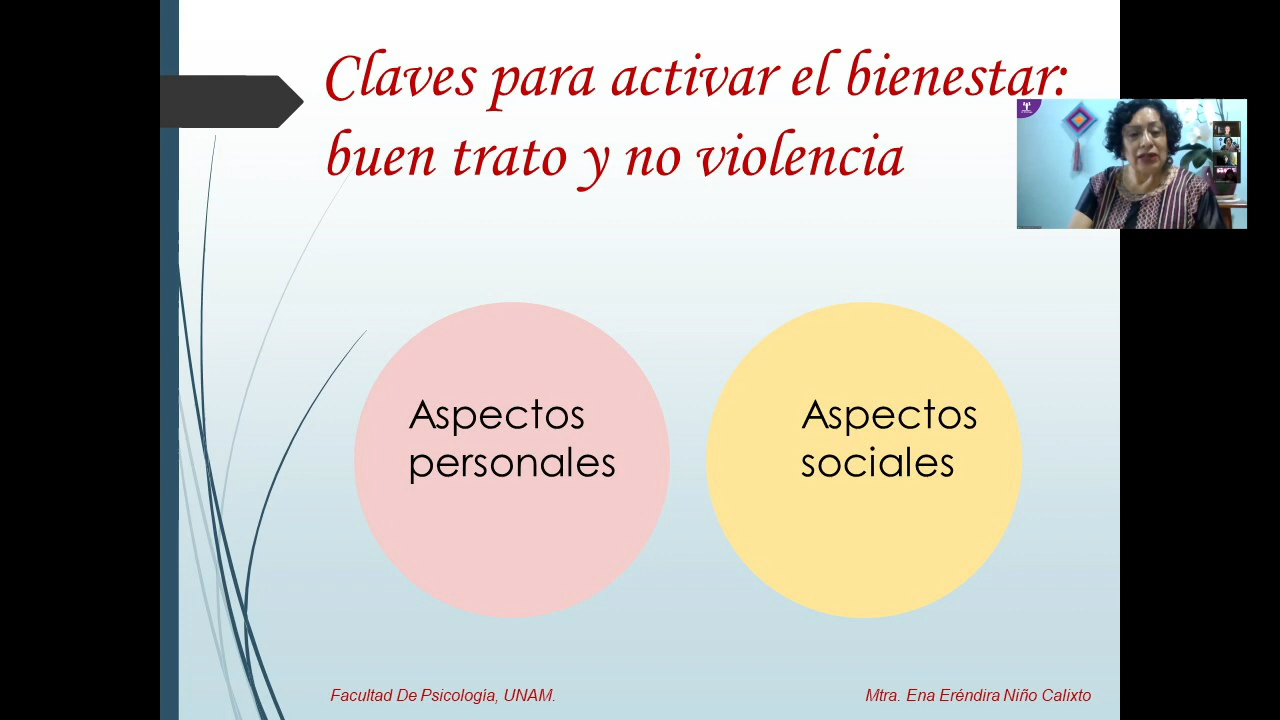 Claves para activar el bienestar:
buen trato y no violencia
Aspectos
personales
Aspectos
sociales
Facultad De Psicología, UNAM.
Mtra. Ena Eréndira Niño Calixto